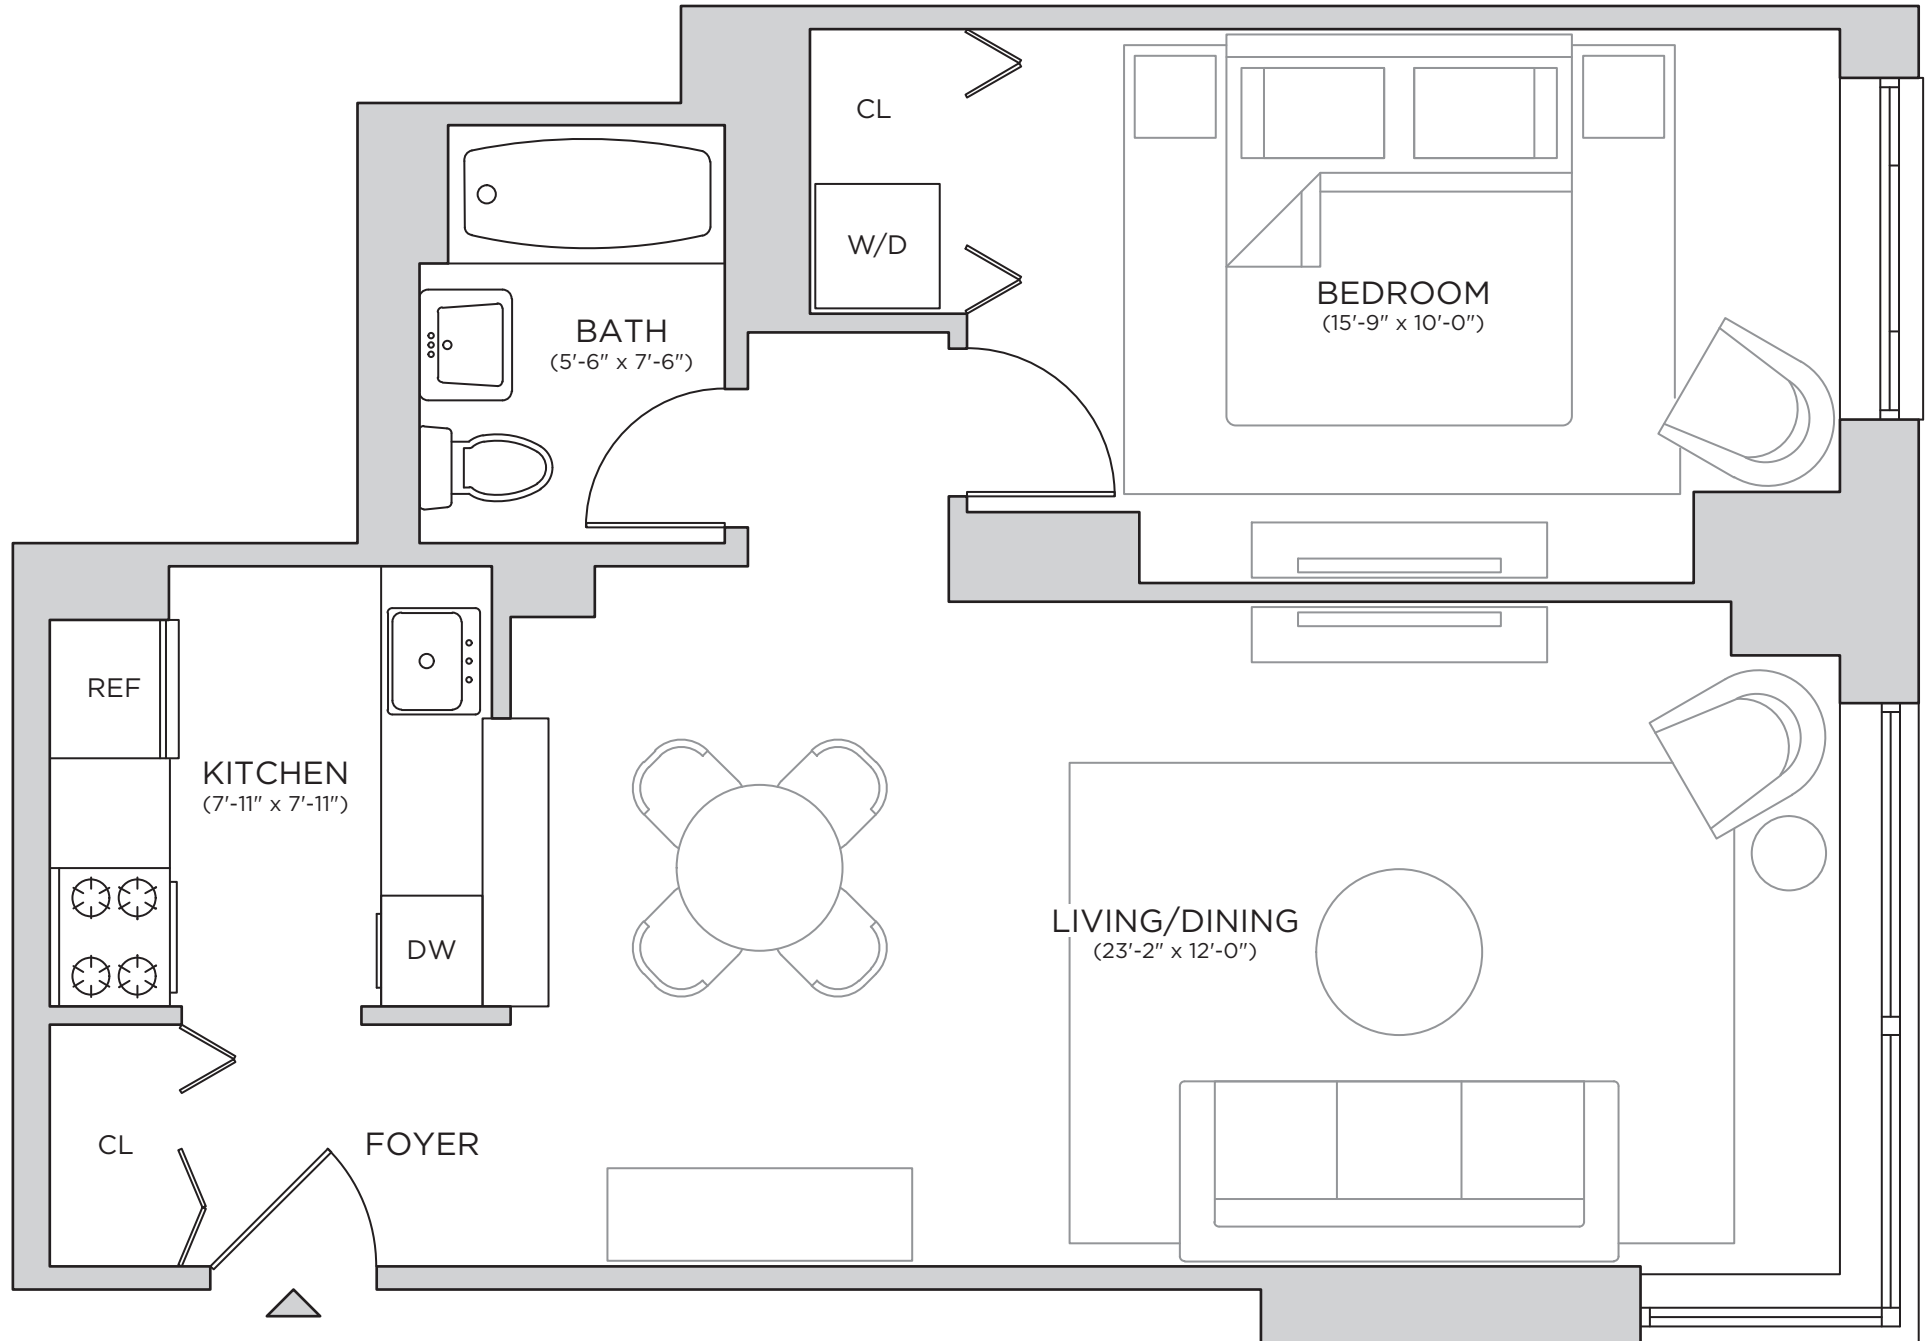 CL
W/D
BEDROOM
(15'-9" x 10'-0")
BATH
(5'-6" x 7'-6")
REF
KITCHEN
(7'-11" x 7'-11")
DW
LIVING/DINING
(23'-2" x 12'-0")
CL
FOYER